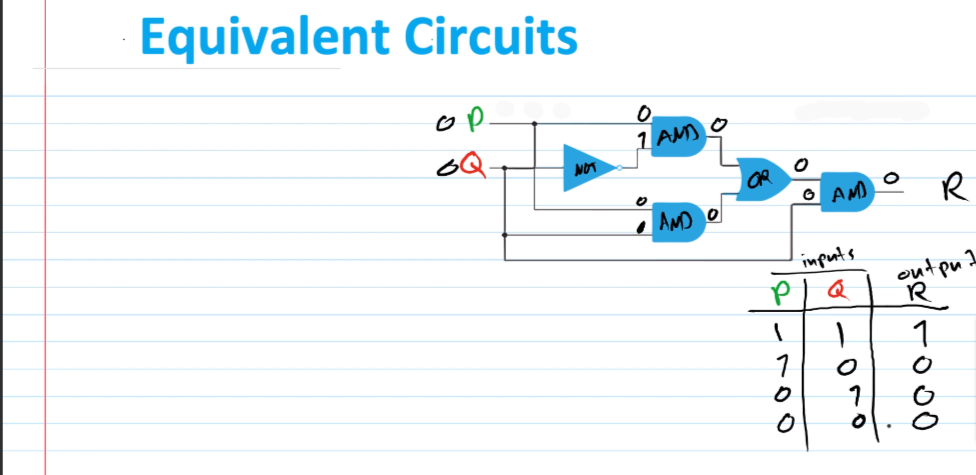 Equivalent Circuits
0 P 0 AND 0
1
0 Q NOT OR 0 AND 0 R
0 AND 0 0
0
inputs output
P Q R
1 1 1
1 0 0
0 1 0
0 0 0